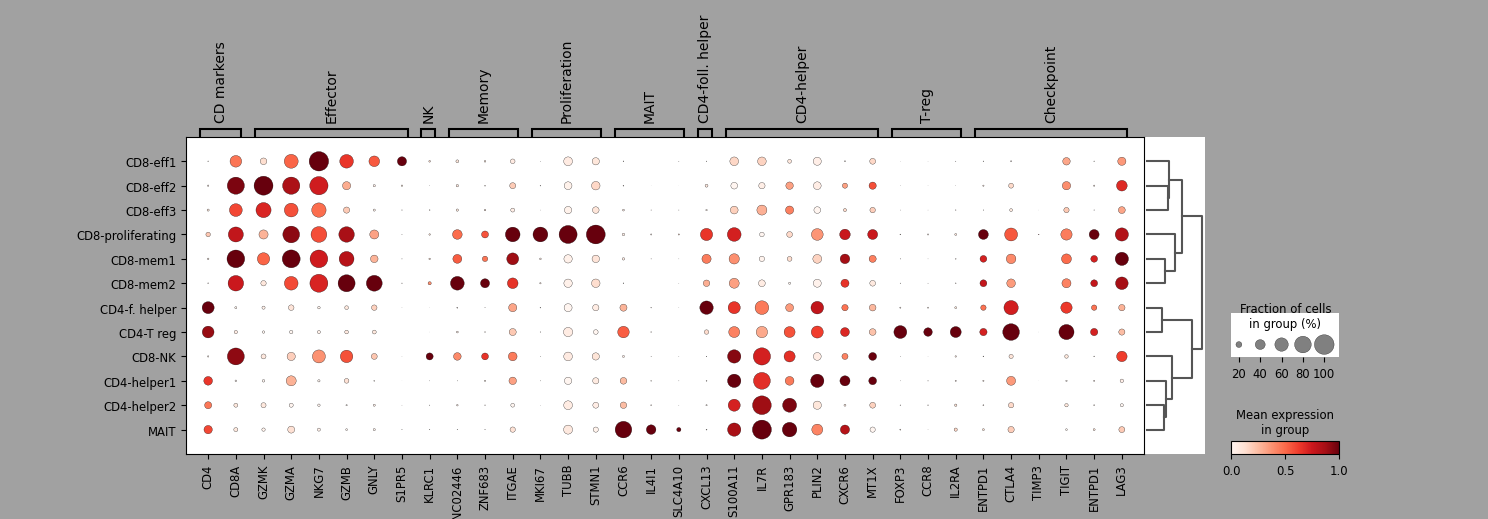 CD markers
Effector
NK
Memory
Proliferation
MAIT
CD4-foll. helper
CD4-helper
T-reg
Checkpoint
CD8-eff1
CD8-eff2
CD8-eff3
CD8-proliferating
CD8-mem1
CD8-mem2
CD4-f. helper
CD4-T reg
CD8-NK
CD4-helper1
CD4-helper2
MAIT
CD4
CD8A
GZMK
GZMA
NKG7
GZMB
GNLY
S1PR5
KLRC1
NC02446
ZNF683
ITGAE
MKI67
TUBB
STMN1
CCR6
IL4I1
SLC4A10
CXCL13
S100A11
IL7R
GPR183
PLIN2
CXCR6
MT1X
FOXP3
CCR8
IL2RA
ENTPD1
CTLA4
TIMP3
TIGIT
ENTPD1
LAG3
Fraction of cells
in group (%)
20 40 60 80 100
Mean expression
in group
0.0 0.5 1.0